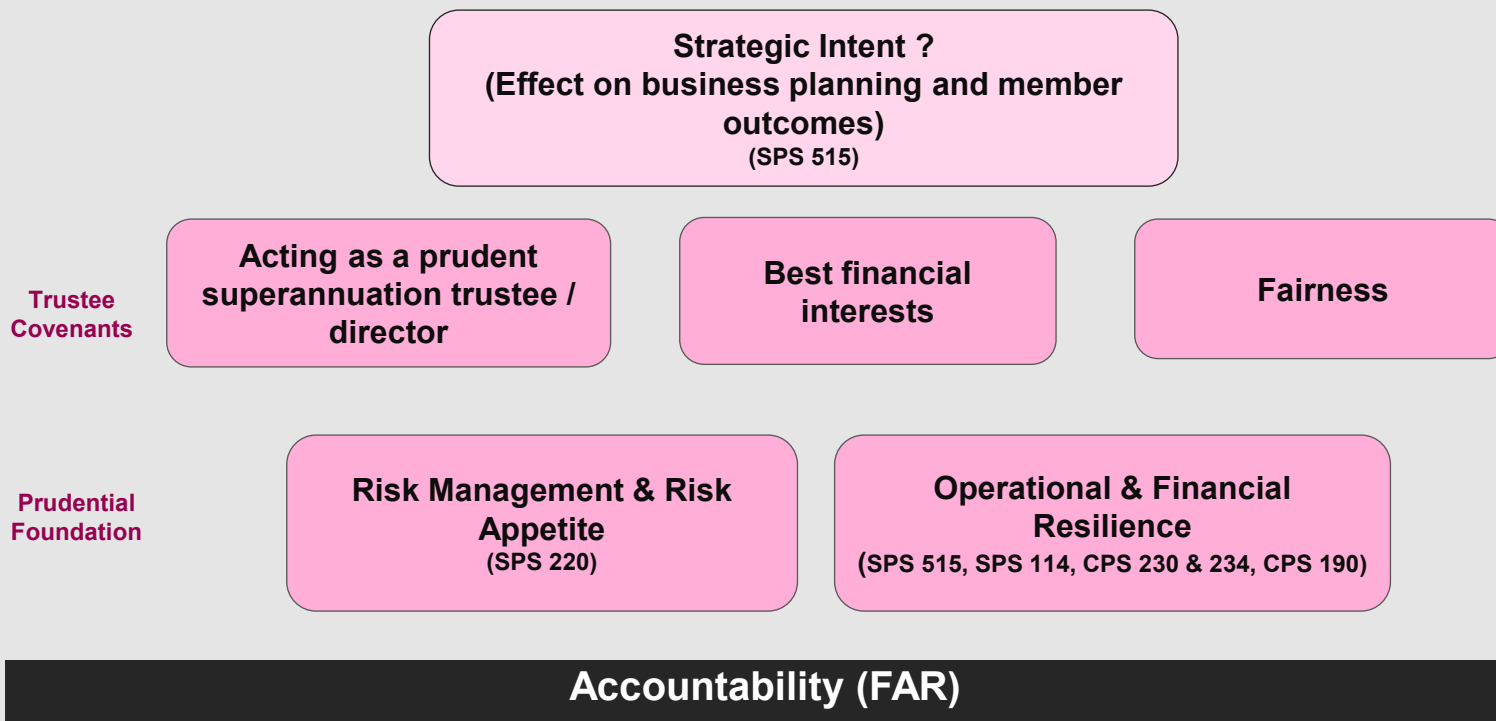 Strategic Intent ?
(Effect on business planning and member
outcomes)
(SPS 515)
Trustee
Covenants
Acting as a prudent
superannuation trustee /
director
Best financial
interests
Fairness
Prudential
Foundation
Risk Management & Risk
Appetite
(SPS 220)
Operational & Financial
Resilience
(SPS 515, SPS 114, CPS 230 & 234, CPS 190)
Accountability (FAR)